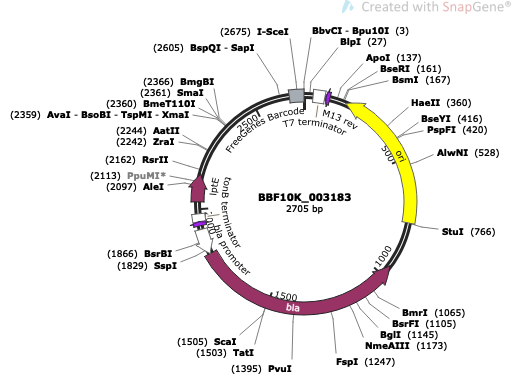 Created with SnapGene®
(2675) I-SceI
BbvCI - Bpu10I (3)
(2605) BspQI - SapI
BlpI (27)
ApoI (137)
BseRI (161)
BsmI (167)
(2366) BmgBI
(2361) SmaI
(2360) BmeT110I
(2359) AvaI - BsoBI - TspMI - XmaI
(2244) AatII
(2242) ZraI
(2162) RsrII
(2113) PpuMI*
(2097) AleI
HaeII (360)
BseYI (416)
PspFI (420)
AlwNI (528)
StuI (766)
FreeGenes Barcode
T7 terminator
M13 rev
2500
500
ori
lptE
tonB terminator
bla promoter
BBF10K_003183
2705 bp
(1866) BsrBI
(1829) SspI
1000
1500
bla
BmrI (1065)
BsrFI (1105)
BglI (1145)
NmeAIII (1173)
FspI (1247)
(1505) ScaI
(1503) TatI
(1395) PvuI